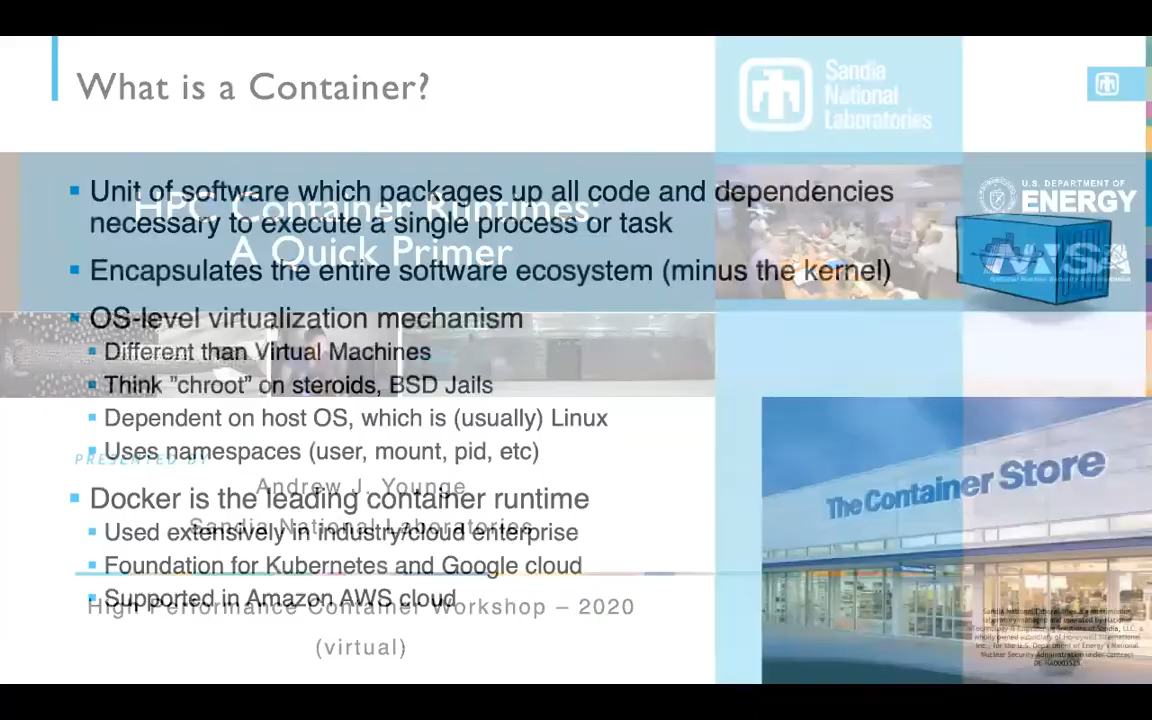 What is a Container?
Sandia
National
Laboratories
Unit of software which packages up all code and dependencies
necessary to execute a single process or task
HPC Container Runtimes:
A Quick Primer
U.S. DEPARTMENT OF
ENERGY
NNSA
Encapsulates the entire software ecosystem (minus the kernel)
OS-level virtualization mechanism
Different than Virtual Machines
Think ”chroot” on steroids, BSD Jails
Dependent on host OS, which is (usually) Linux
Uses namespaces (user, mount, pid, etc)
PRESENTED BY
Andrew J. Younge
Sandia National Laboratories
Docker is the leading container runtime
Used extensively in industry/cloud enterprise
Foundation for Kubernetes and Google cloud
Supported in Amazon AWS cloud
High Performance Container Workshop – 2020
(virtual)
The Container Store